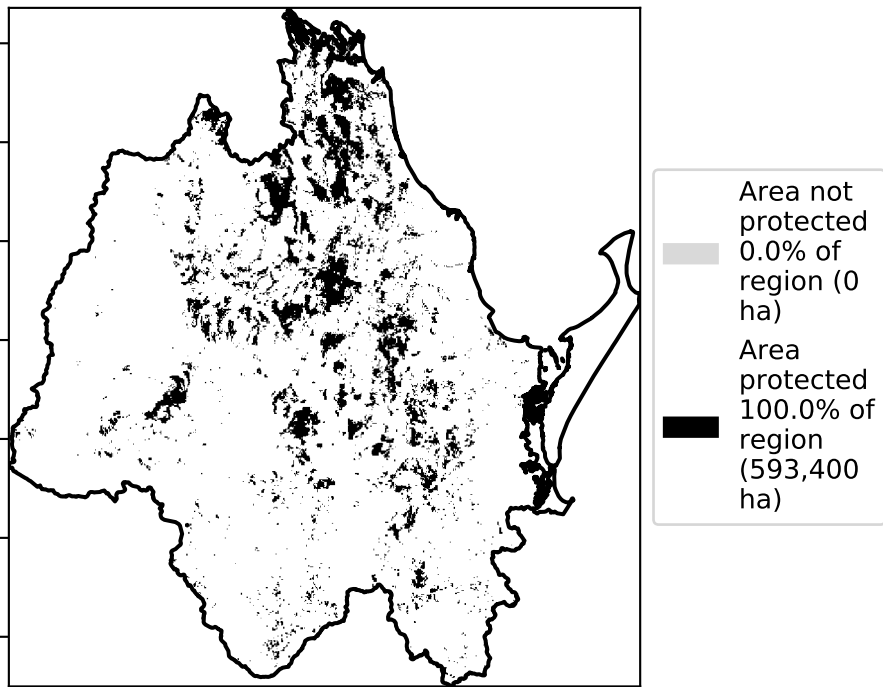 Area not
protected
0.0% of
region (0
ha)
Area
protected
100.0% of
region
(593,400
ha)